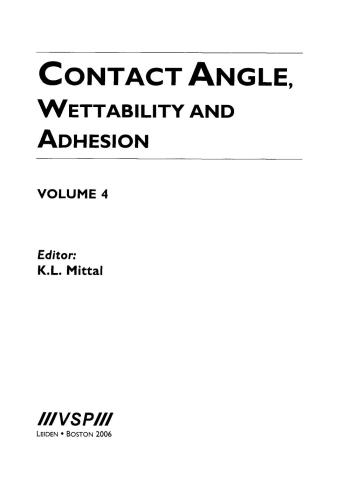 CONTACT ANGLE,
WETTABILITY AND
ADHESION
VOLUME 4
Editor:
K.L. Mittal
///VSP///
LEIDEN • BOSTON 2006